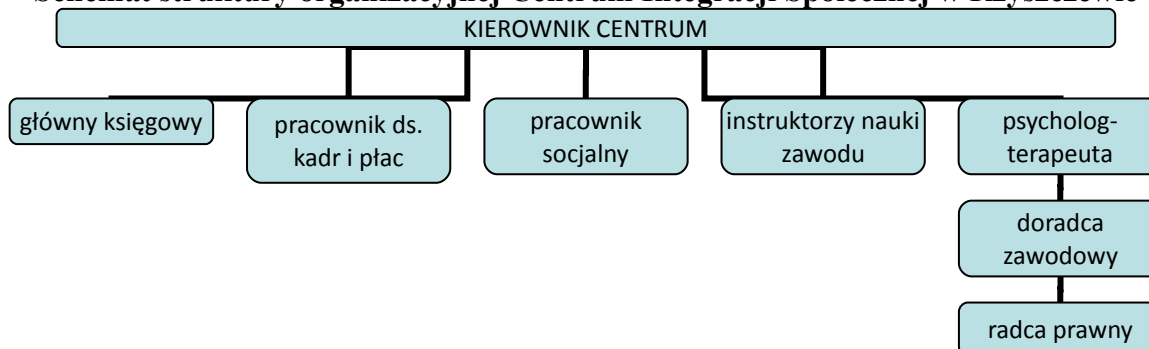 Schemat struktury organizacyjnej Centrum Integracji Społecznej w Rzyszczewie
KIEROWNIK CENTRUM
główny księgowy
pracownik ds.
kadr i płac
pracownik
socjalny
instruktorzy nauki
zawodu
psycholog-
terapeuta
doradca
zawodowy
radca prawny